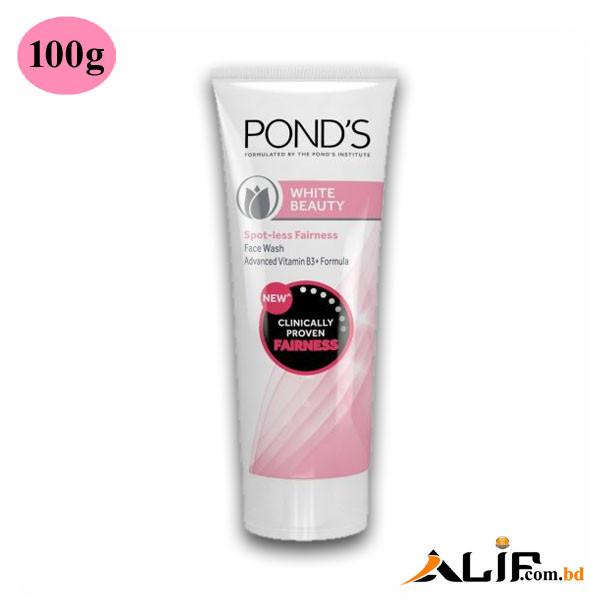 100g
POND'S
FORMULATED BY THE POND'S INSTITUTE
WHITE
BEAUTY
Spot-less Fairness
Face Wash
Advanced Vitamin B3+ Formula
NEW^
CLINICALLY
PROVEN
FAIRNESS
ALIF.com.bd